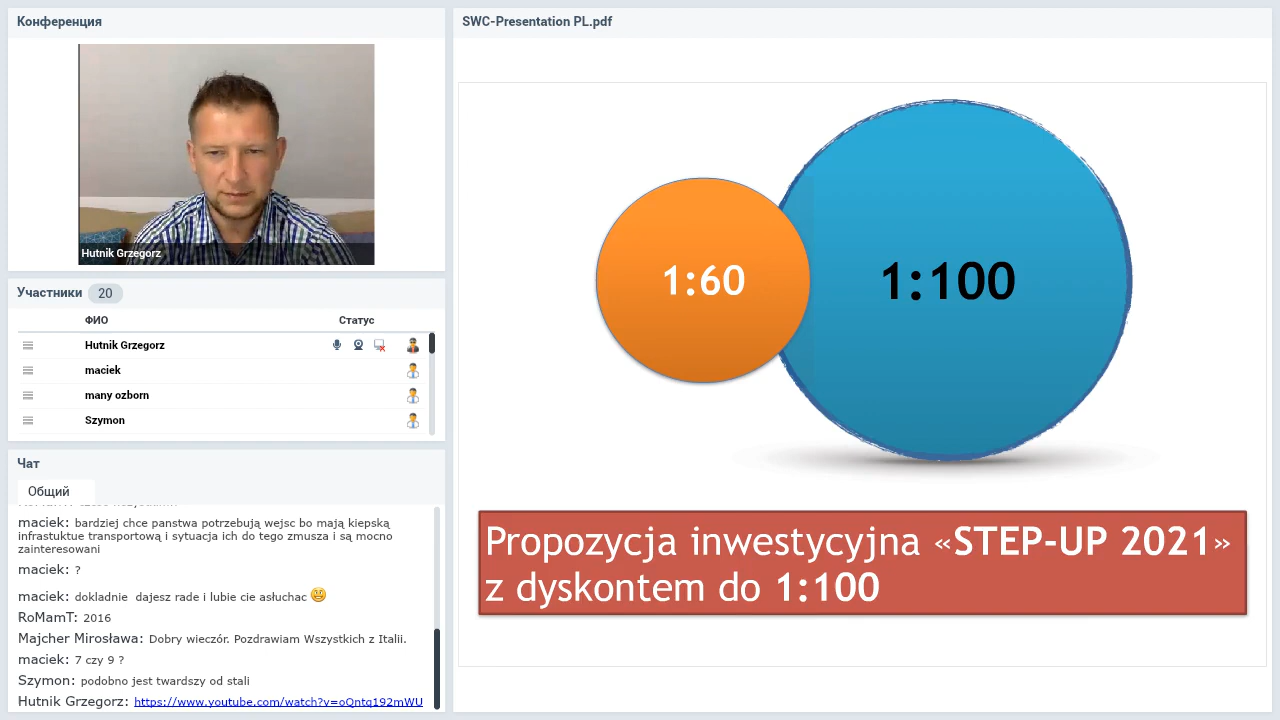 Конференция
Hutnik Grzegorz
Участники 20
ФИО Статус
Hutnik Grzegorz
maciek
many ozborn
Szymon
Чат
Общий
maciek: bardziej chce panstwa potrzebują wejsc bo mają kiepską
infrastuktue transportową i sytuacja ich do tego zmusza i są mocno
zainteresowani
maciek: ?
maciek: dokladnie dajesz rade i lubie cie asłuchac
RoMamT: 2016
Majcher Mirosława: Dobry wieczór. Pozdrawiam Wszystkich z Italii.
maciek: 7 czy 9 ?
Szymon: podobno jest twardszy od stali
Hutnik Grzegorz: https://www.youtube.com/watch?v=oQntq192mWU
SWC-Presentation PL.pdf
1:60
1:100
Propozycja inwestycyjna «STEP-UP 2021»
z dyskontem do 1:100